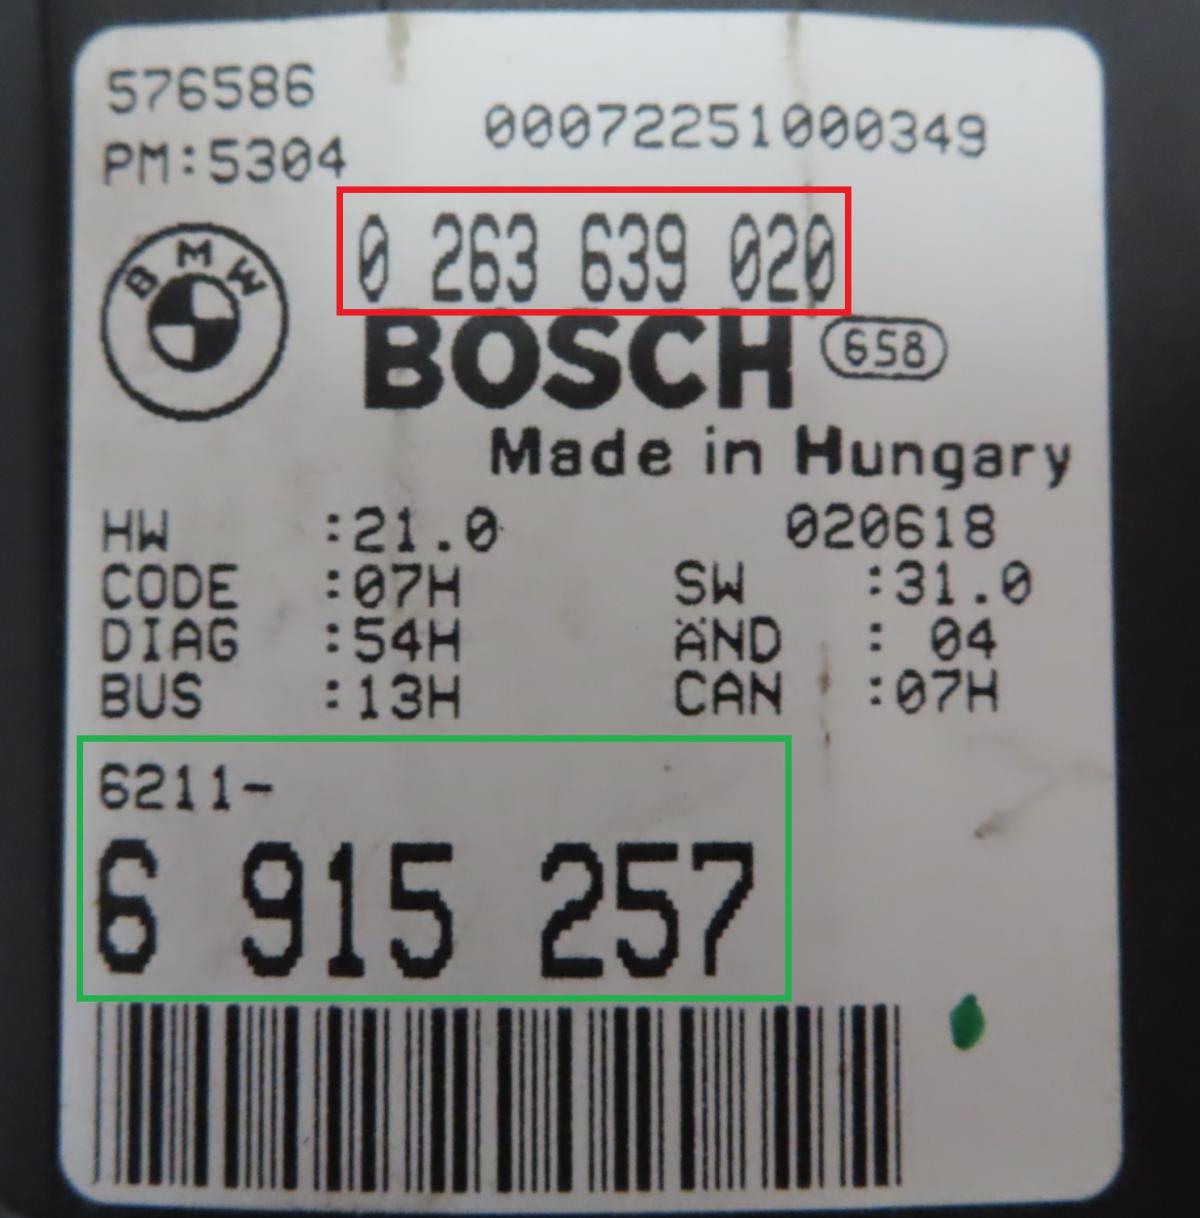 576586
00072251000349
PM:5304
0 263 639 020
BMW
BOSCH 658
Made in Hungary
HW :21.0 020618
CODE :07H SW :31.0
DIAG :54H ÄND : 04
BUS :13H CAN :07H
6211-
6 915 257